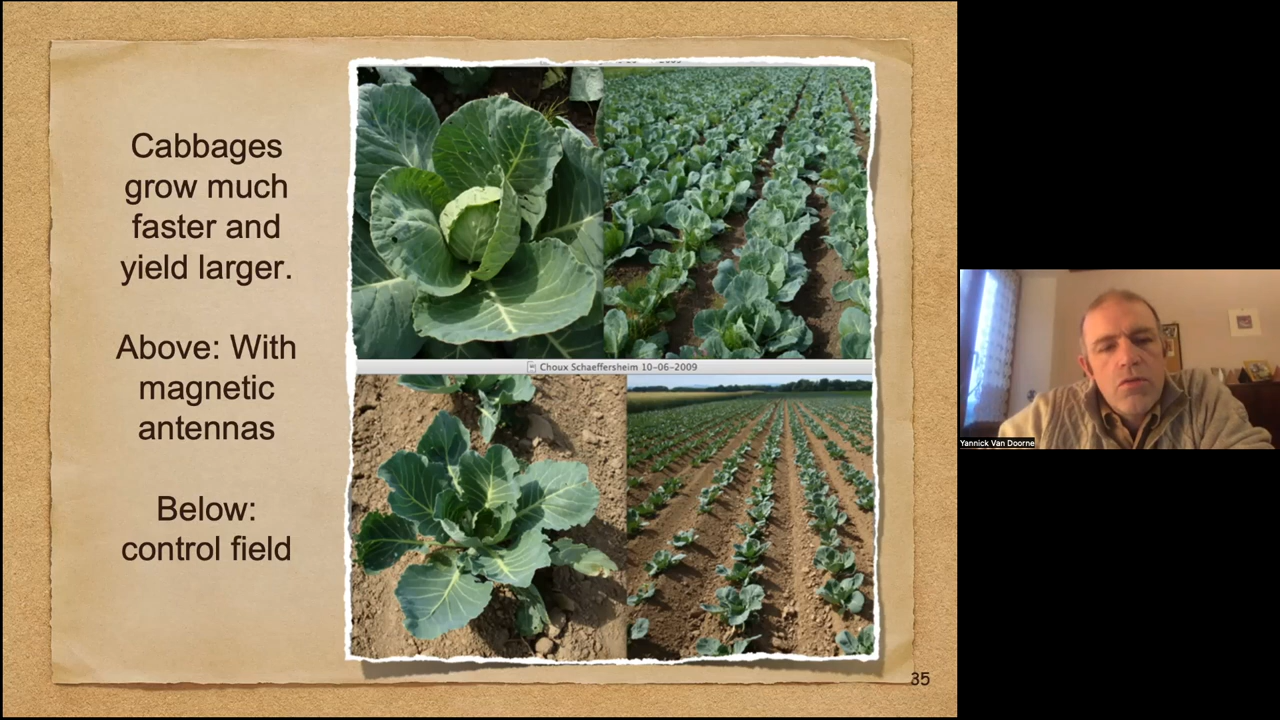 Cabbages
grow much
faster and
yield larger.
Above: With
magnetic
antennas
Below:
control field
Choux Schaeffersheim 10-06-2009
35
Yannick Van Doorne